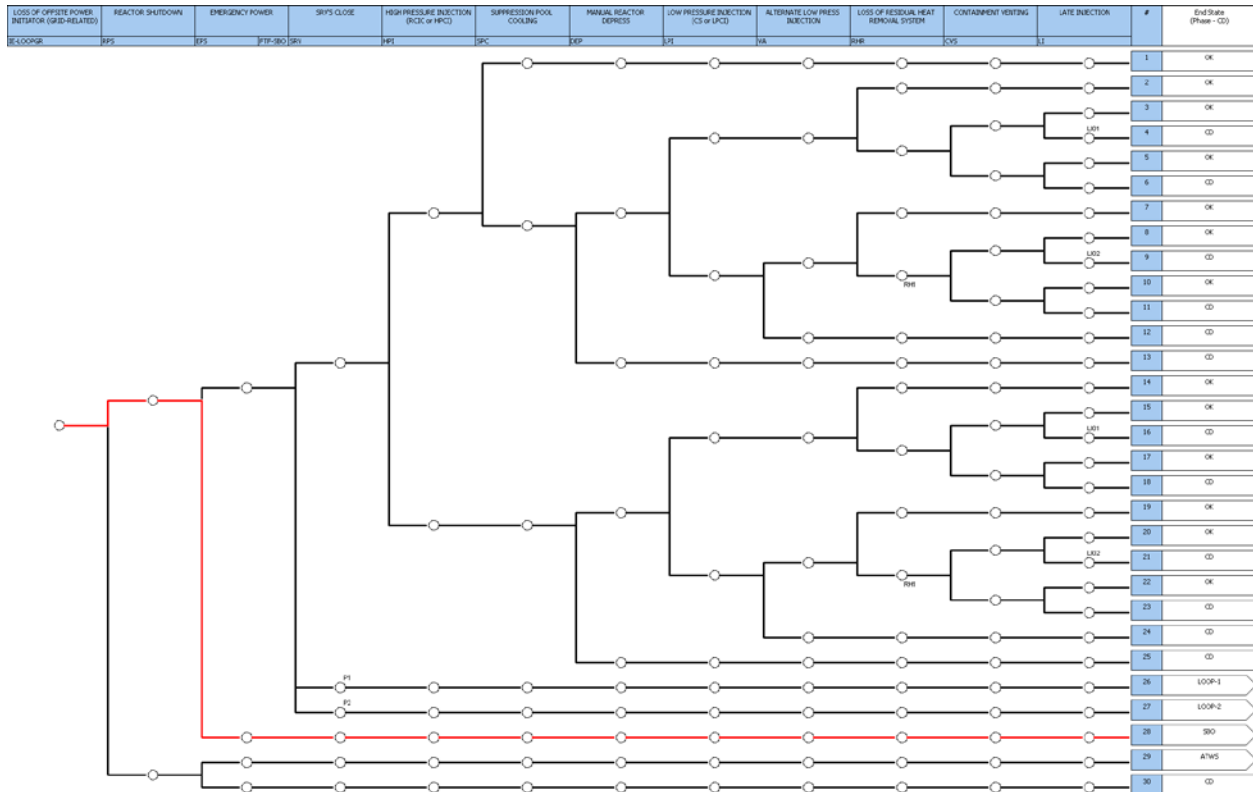 LOSS OF OFFSITE POWER
INITIATOR (GRID-RELATED)
REACTOR SHUTDOWN
EMERGENCY POWER
SRV'S CLOSE
HIGH PRESSURE INJECTION
(RCIC or HPCI)
SUPPRESSION POOL
COOLING
MANUAL REACTOR
DEPRESS
LOW PRESSURE INJECTION
(CS or LPCI)
ALTERNATE LOW PRESS
INJECTION
LOSS OF RESIDUAL HEAT
REMOVAL SYSTEM
CONTAINMENT VENTING
LATE INJECTION
#
End State
(Phase - CD)
IE-LOOPGR
RPS
EPS
FTF-SBO
SRV
HPI
SPC
DEP
LPI
VA
RHR
CVS
LI
1 OK
2 OK
3 OK
LI01
4 CD
5 OK
6 CD
7 OK
8 OK
LI02
9 CD
RH1
10 OK
11 CD
12 CD
13 CD
14 OK
15 OK
LI01
16 CD
17 OK
18 CD
19 OK
20 OK
LI02
21 CD
RH1
22 OK
23 CD
24 CD
25 CD
P1
26 LOOP-1
P2
27 LOOP-2
28 SBO
29 ATWS
30 CD